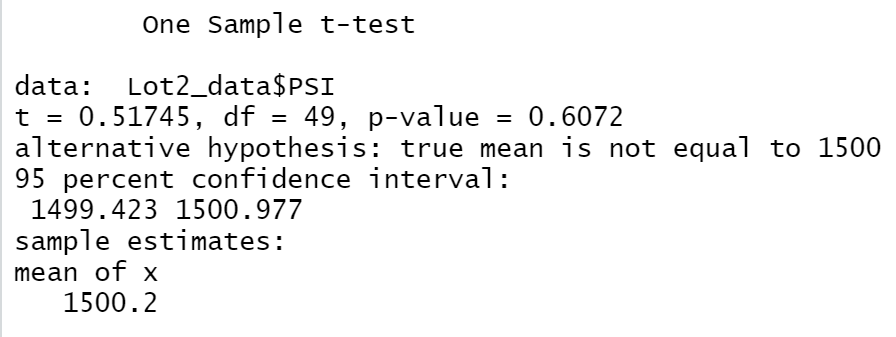 One Sample t-test
data:  Lot2_data$PSI
t = 0.51745, df = 49, p-value = 0.6072
alternative hypothesis: true mean is not equal to 1500
95 percent confidence interval:
1499.423 1500.977
sample estimates:
mean of x
1500.2